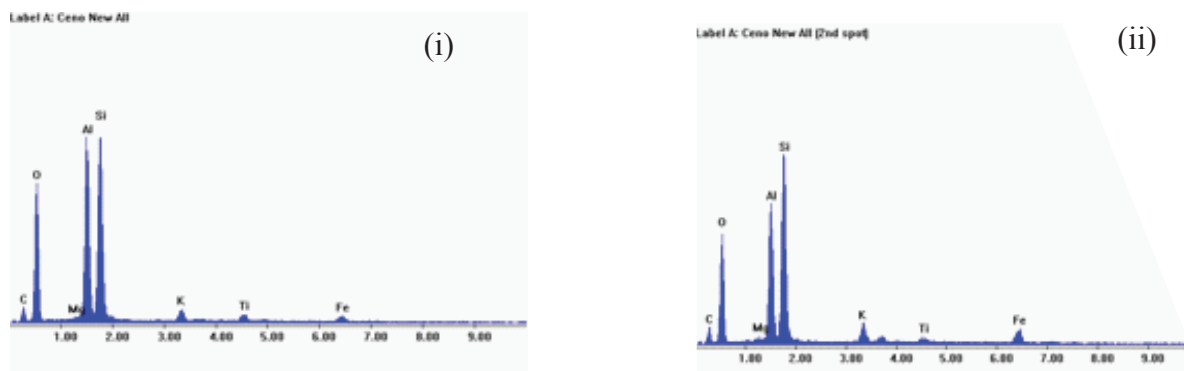 Label A: Ceno New All
(i)
Si
Al
O
C
Mg
K
Ti
Fe
1.00 2.00 3.00 4.00 5.00 6.00 7.00 8.00 9.00
Label A: Ceno New All (2nd spot)
(ii)
Si
Al
O
C
Mg
K
Ti
Fe
1.00 2.00 3.00 4.00 5.00 6.00 7.00 8.00 9.00